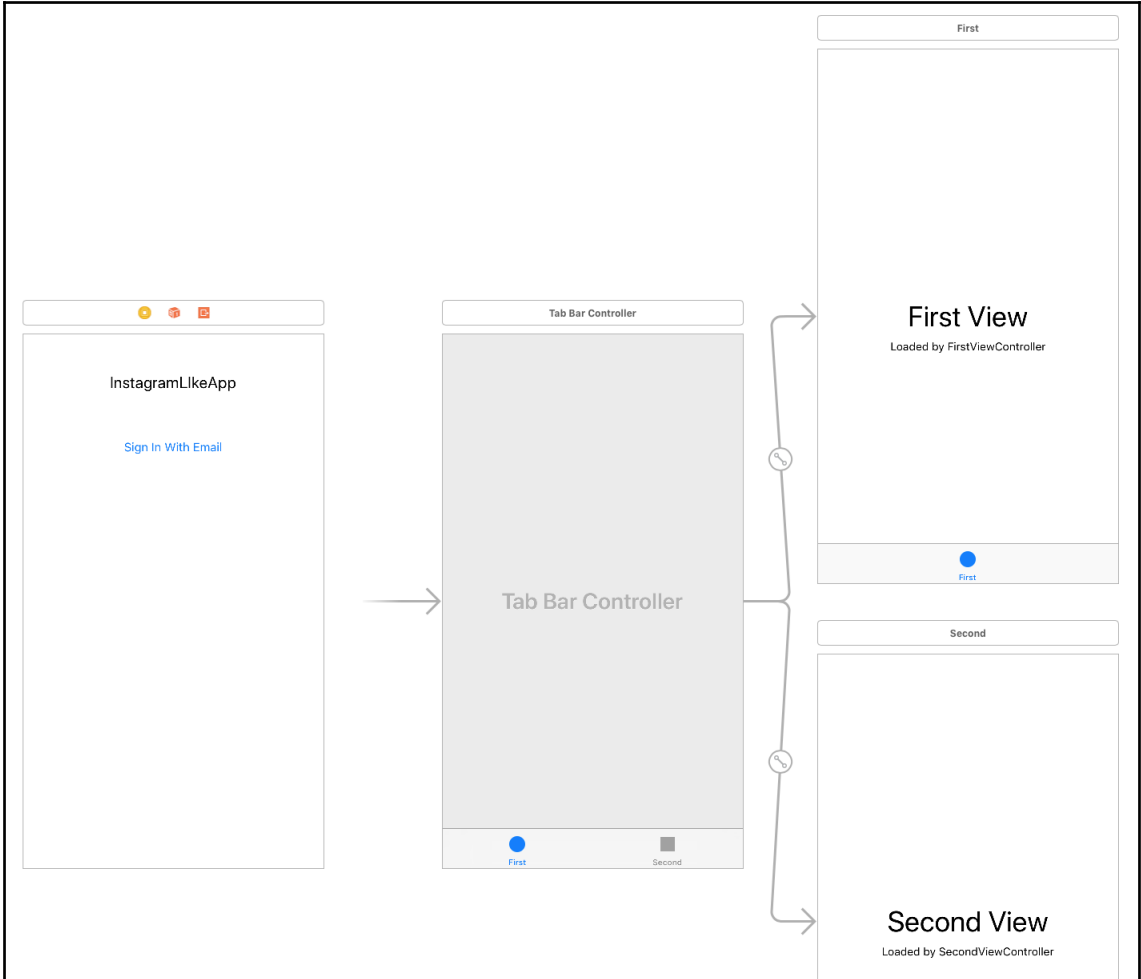 First
First View
Loaded by FirstViewController
First
Tab Bar Controller
InstagramLIkeApp
Sign In With Email
Tab Bar Controller
First
Second
Second
Second View
Loaded by SecondViewController